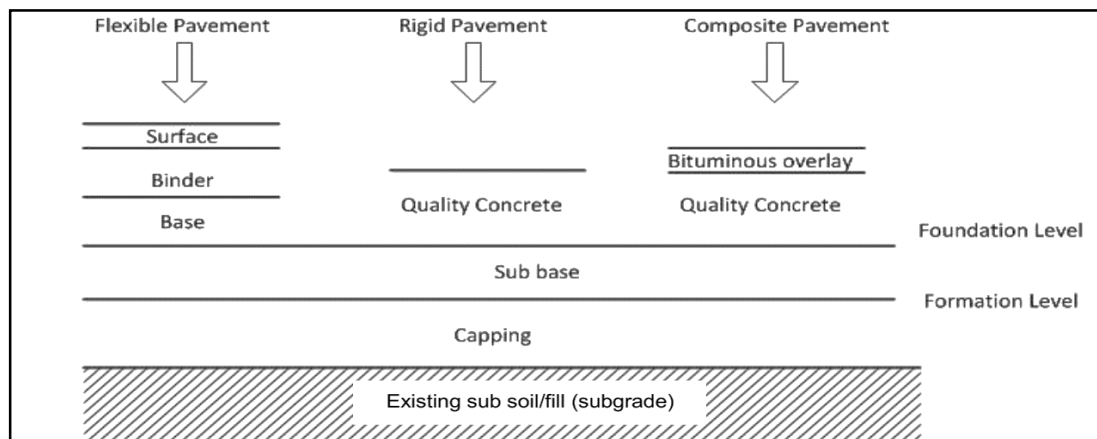 Flexible Pavement Rigid Pavement Composite Pavement
Surface
Bituminous overlay
Binder
Quality Concrete Quality Concrete
Base
Foundation Level
Sub base
Formation Level
Capping
Existing sub soil/fill (subgrade)